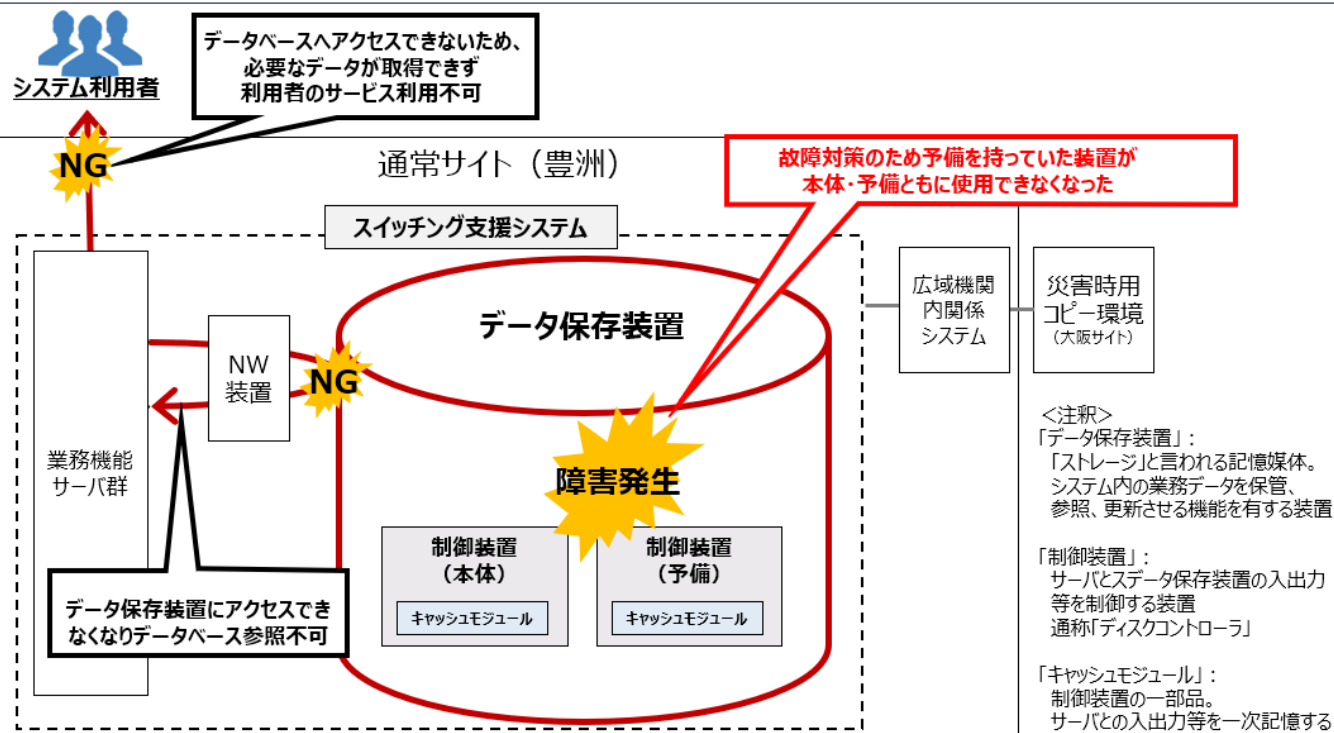 システム利用者
データベースへアクセスできないため、
必要なデータが取得できず
利用者のサービス利用不可
NG
通常サイト（豊洲）
故障対策のため予備を持っていた装置が
本体・予備ともに使用できなくなった
スイッチング支援システム
業務機能
サーバ群
NW
装置
NG
データ保存装置
障害発生
制御装置
（本体）
キャッシュモジュール
制御装置
（予備）
キャッシュモジュール
データ保存装置にアクセスでき
なくなりデータベース参照不可
広域機関
内関係
システム
災害時用
コピー環境
（大阪サイト）
＜注釈＞
「データ保存装置」：
「ストレージ」と言われる記憶媒体。
システム内の業務データを保管、
参照、更新させる機能を有する装置
「制御装置」：
サーバとスデータ保存装置の入出力
等を制御する装置
通称「ディスクコントローラ」
「キャッシュモジュール」：
制御装置の一部品。
サーバとの入出力等を一次記憶する